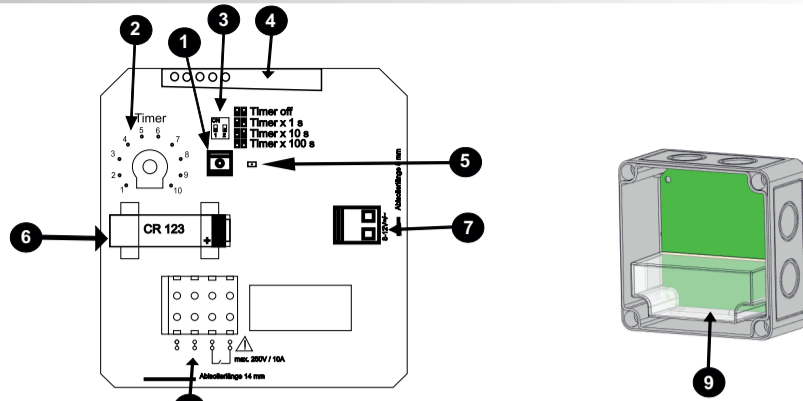 3
4
2
1
Timer
ON
1 2
Timer off
Timer x 1 s
Timer x 10 s
Timer x 100 s
1
2
3
4
5
6
7
8
9
10
5
mm
CR 123
+
6
8-12V
7
max. 250V / 10A
Abisolierlänge 14 mm
9